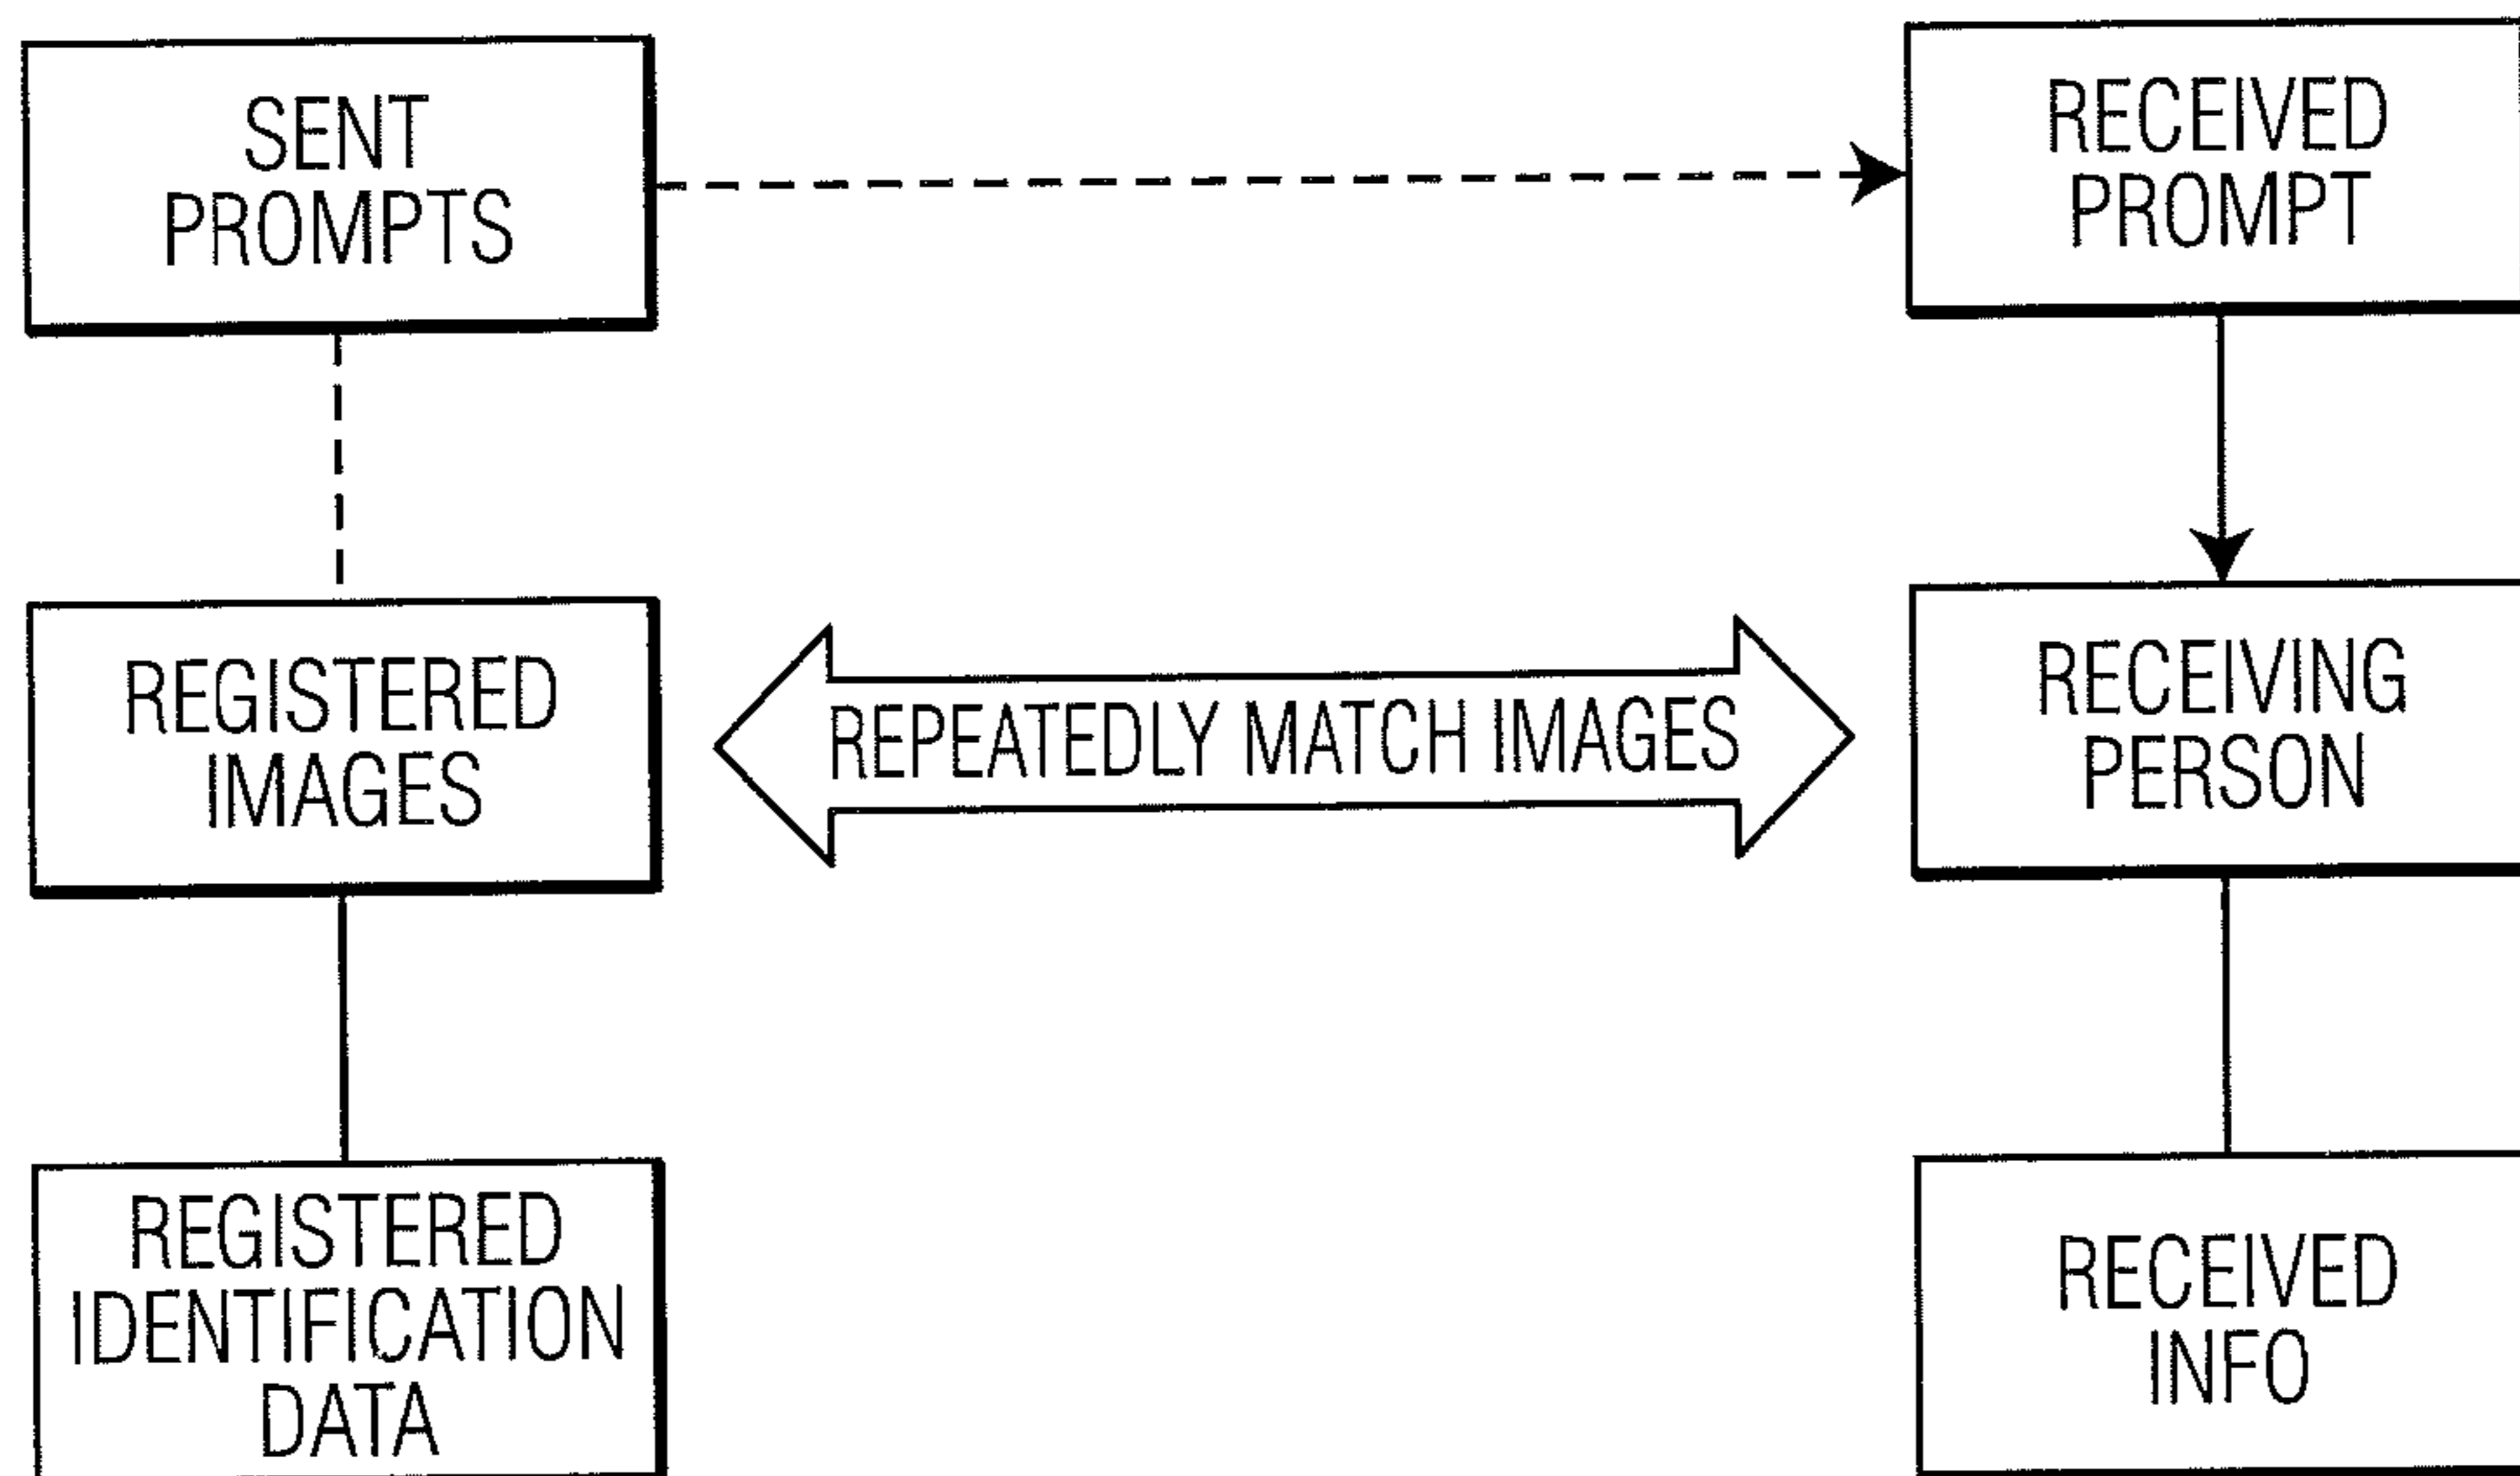 SENT
PROMPTS
RECEIVED
PROMPT
REGISTERED
IMAGES
REPEATEDLY MATCH IMAGES
RECEIVING
PERSON
REGISTERED
IDENTIFICATION
DATA
RECEIVED
INFO